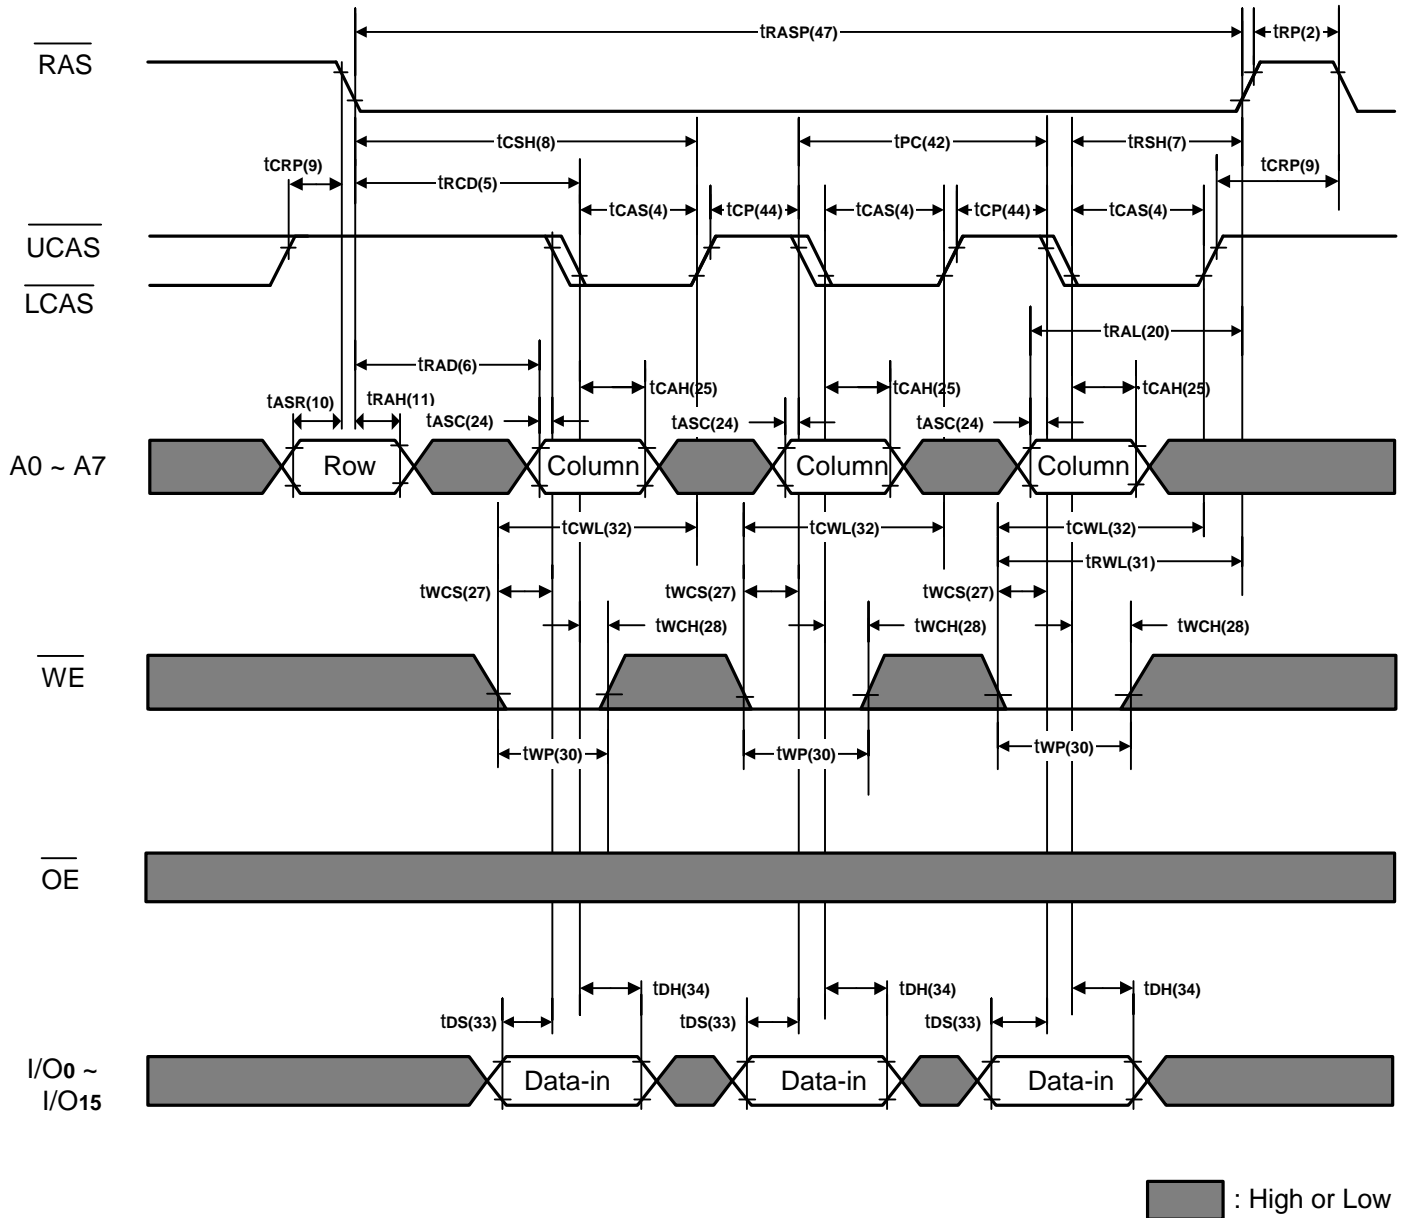 tRASP(47) tRP(2)
RAS
tCSH(8) tPC(42) tRSH(7)
tCRP(9) tRCD(5) tCRP(9)
tCAS(4) tCP(44) tCAS(4) tCP(44) tCAS(4)
UCAS
LCAS
tRAL(20)
tRAD(6)
tCAH(25) tCAH(25) tCAH(25)
tASR(10) tRAH(11) tASC(24) tASC(24) tASC(24)
A0 ~ A7 Row Column Column Column
tCWL(32) tCWL(32) tCWL(32)
tRWL(31)
tWCS(27) tWCS(27) tWCS(27)
tWCH(28) tWCH(28) tWCH(28)
WE
tWP(30) tWP(30) tWP(30)
OE
tDH(34) tDH(34) tDH(34)
tDS(33) tDS(33) tDS(33)
I/O0 ~
I/O15
Data-in Data-in Data-in
: High or Low